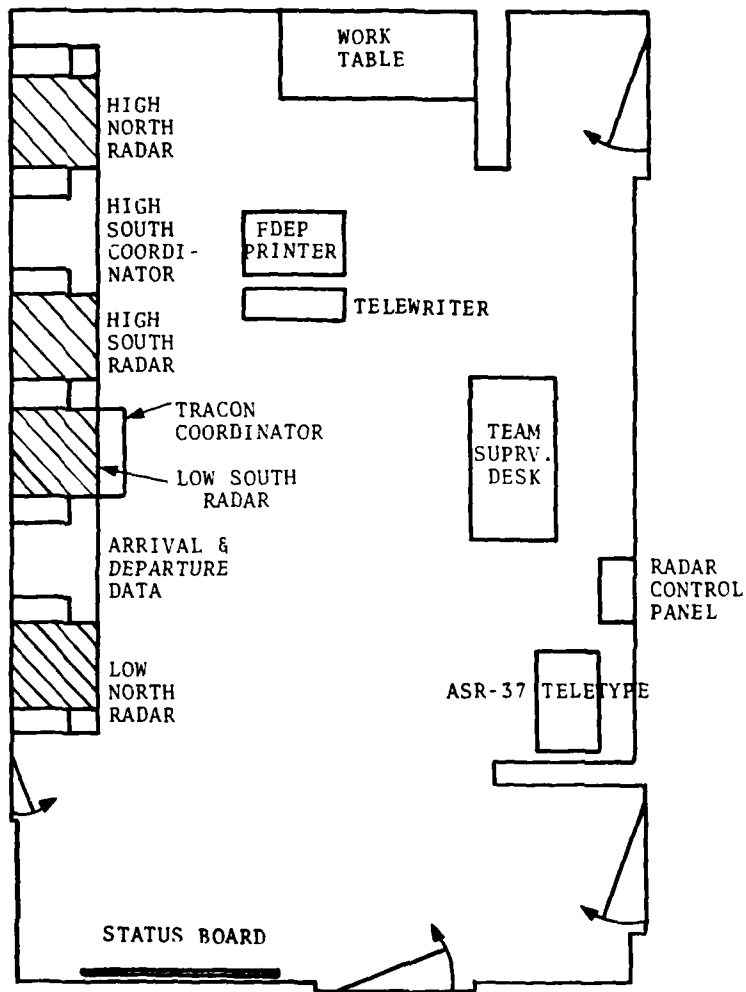 WORK
TABLE
HIGH
NORTH
RADAR
HIGH
SOUTH
COORDI-
NATOR
FDEP
PRINTER
TELEWRITER
HIGH
SOUTH
RADAR
TRACON
COORDINATOR
LOW SOUTH
RADAR
TEAM
SUPRV.
DESK
ARRIVAL &
DEPARTURE
DATA
RADAR
CONTROL
PANEL
LOW
NORTH
RADAR
ASR-37 TELETYPE
STATUS BOARD